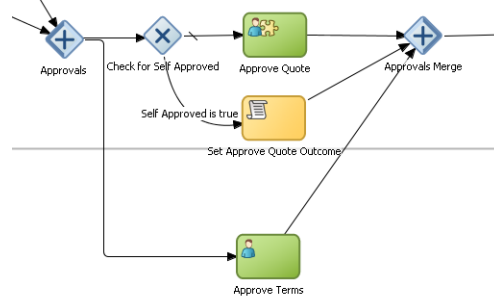 Approvals
Check for Self Approved
Approve Quote
Approvals Merge
Self Approved is true
Set Approve Quote Outcome
Approve Terms